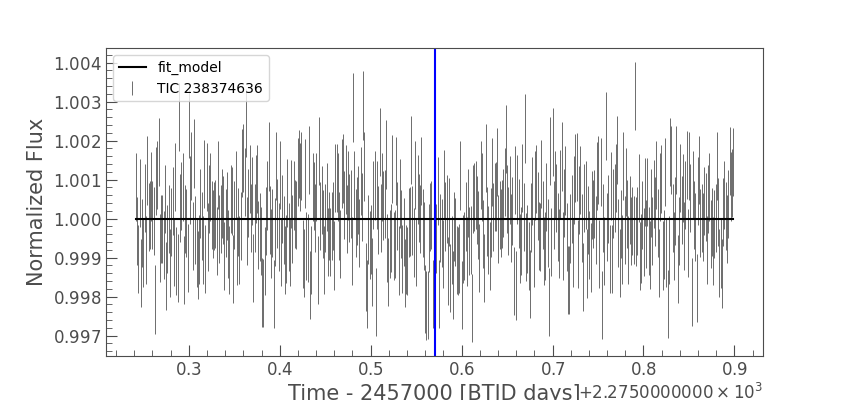 1.004
1.003
1.002
1.001
1.000
0.999
0.998
0.997
Normalized Flux
fit_model
TIC 238374636
0.3 0.4 0.5 0.6 0.7 0.8 0.9
Time - 2457000 [BTJD days]
+2.2750000000 × 10³